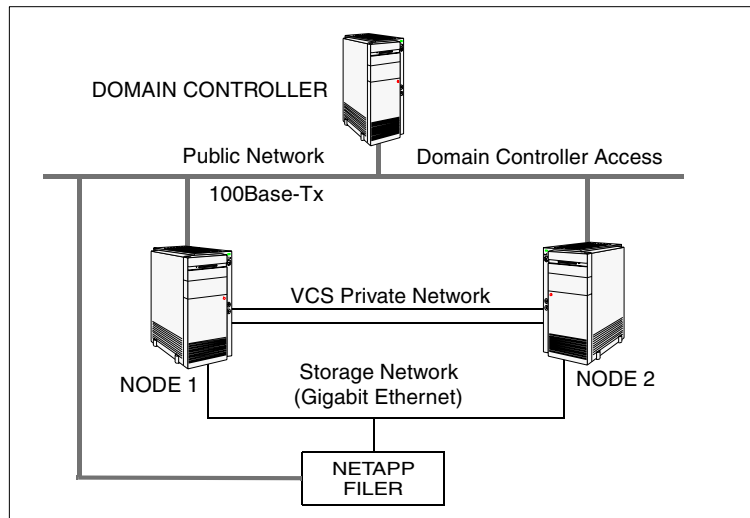 DOMAIN CONTROLLER
Public Network
Domain Controller Access
100Base-Tx
VCS Private Network
NODE 1
Storage Network
(Gigabit Ethernet)
NODE 2
NETAPP
FILER